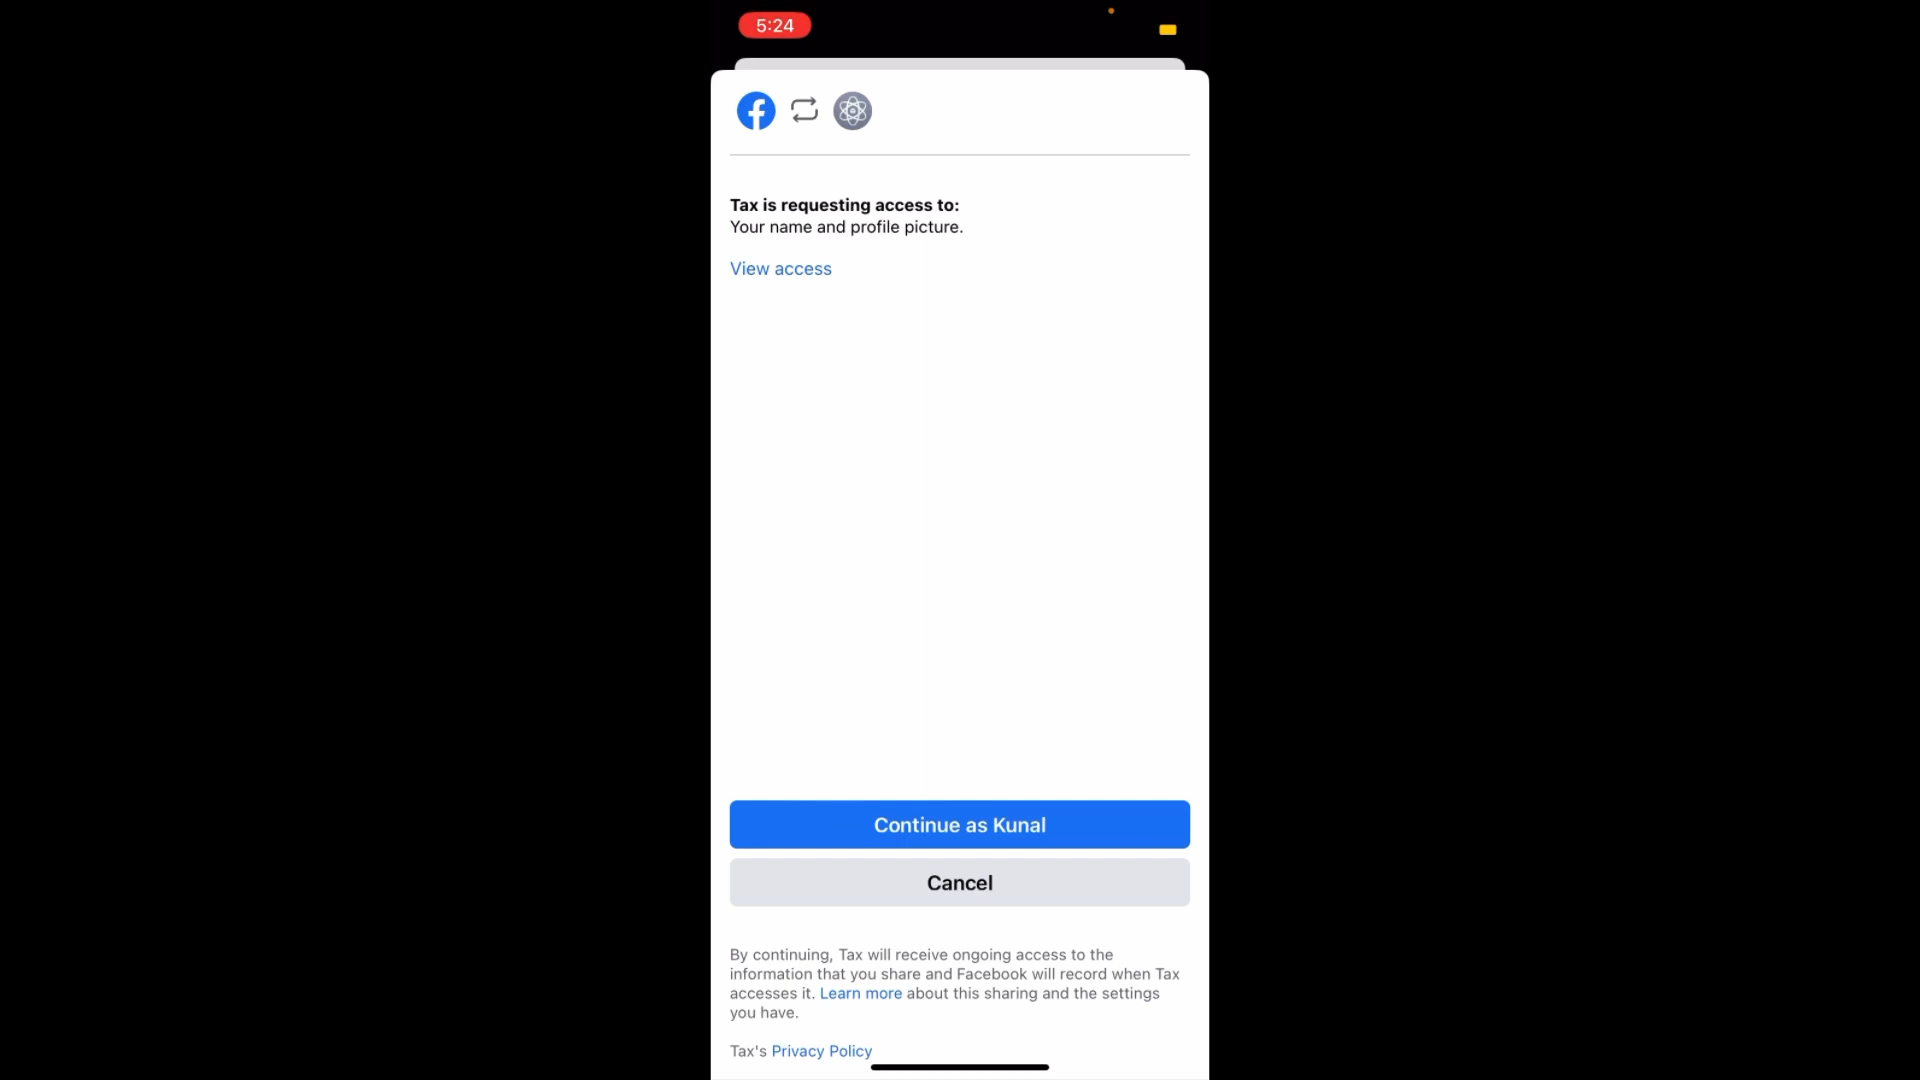 5:24
Tax is requesting access to:
Your name and profile picture.
View access
Continue as Kunal
Cancel
By continuing, Tax will receive ongoing access to the
information that you share and Facebook will record when Tax
accesses it. Learn more about this sharing and the settings
you have.
Tax's Privacy Policy